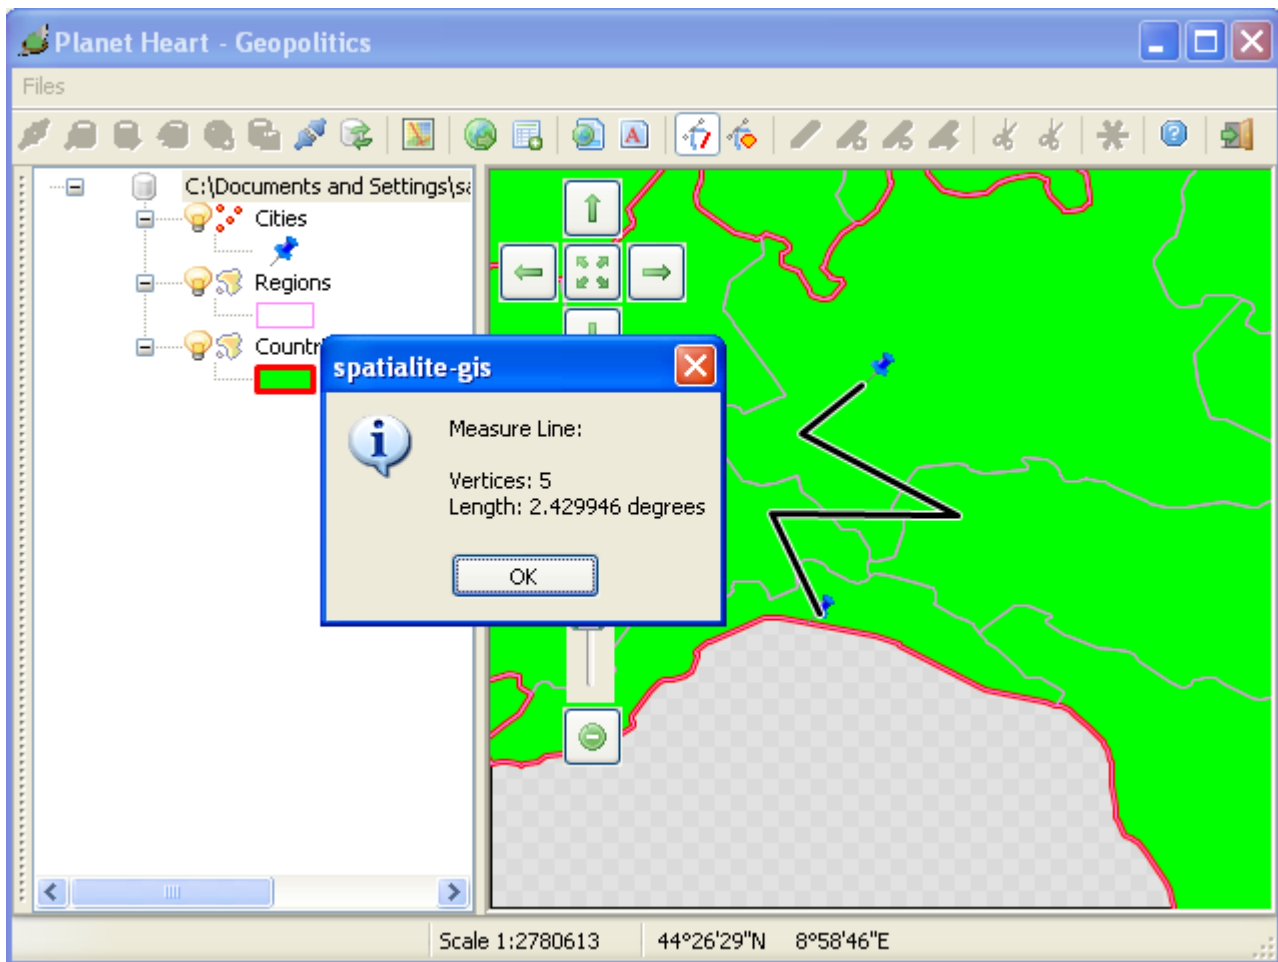 Planet Heart - Geopolitics
Files
A
C:\Documents and Settings\sa
Cities
Regions
Countr
spatialite-gis
Measure Line:
Vertices: 5
Length: 2.429946 degrees
OK
Scale 1:2780613 44°26'29"N 8°58'46"E